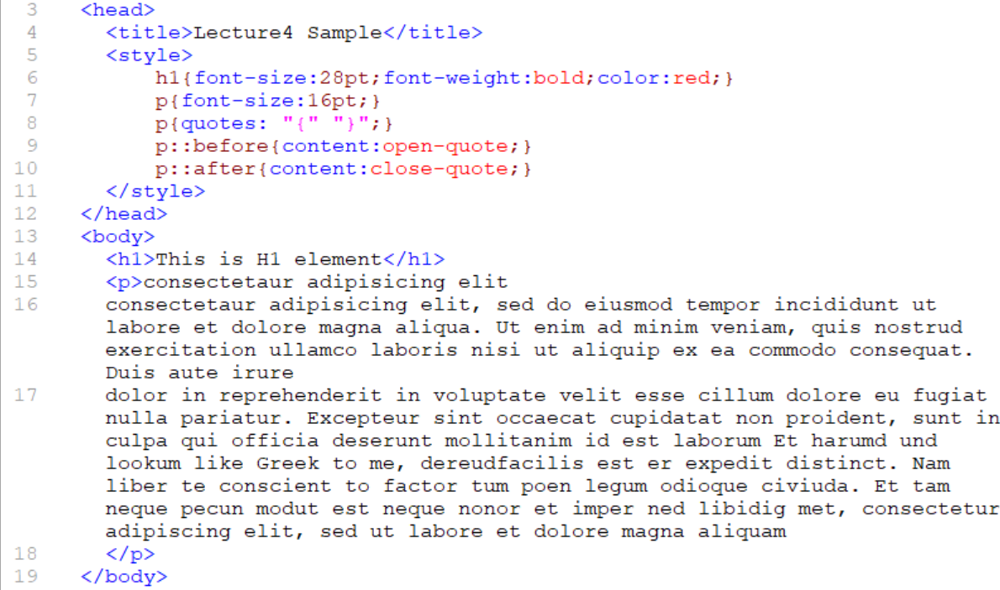 3 <head>
4 <title>Lecture4 Sample</title>
5 <style>
6 h1{font-size:28pt;font-weight:bold;color:red;}
7 p{font-size:16pt;}
8 p{quotes: "{" "}";}
9 p::before{content:open-quote;}
10 p::after{content:close-quote;}
11 </style>
12 </head>
13 <body>
14 <h1>This is H1 element</h1>
15 <p>consectetaur adipisicing elit
16 consectetaur adipisicing elit, sed do eiusmod tempor incididunt ut
labore et dolore magna aliqua. Ut enim ad minim veniam, quis nostrud
exercitation ullamco laboris nisi ut aliquip ex ea commodo consequat.
Duis aute irure
17 dolor in reprehenderit in voluptate velit esse cillum dolore eu fugiat
nulla pariatur. Excepteur sint occaecat cupidatat non proident, sunt in
culpa qui officia deserunt mollitanim id est laborum Et harumd und
lookum like Greek to me, dereudfacilis est er expedit distinct. Nam
liber te conscient to factor tum poen legum odioque civiuda. Et tam
neque pecun modut est neque nonor et imper ned libidig met, consectetur
adipiscing elit, sed ut labore et dolore magna aliquam
18 </p>
19 </body>